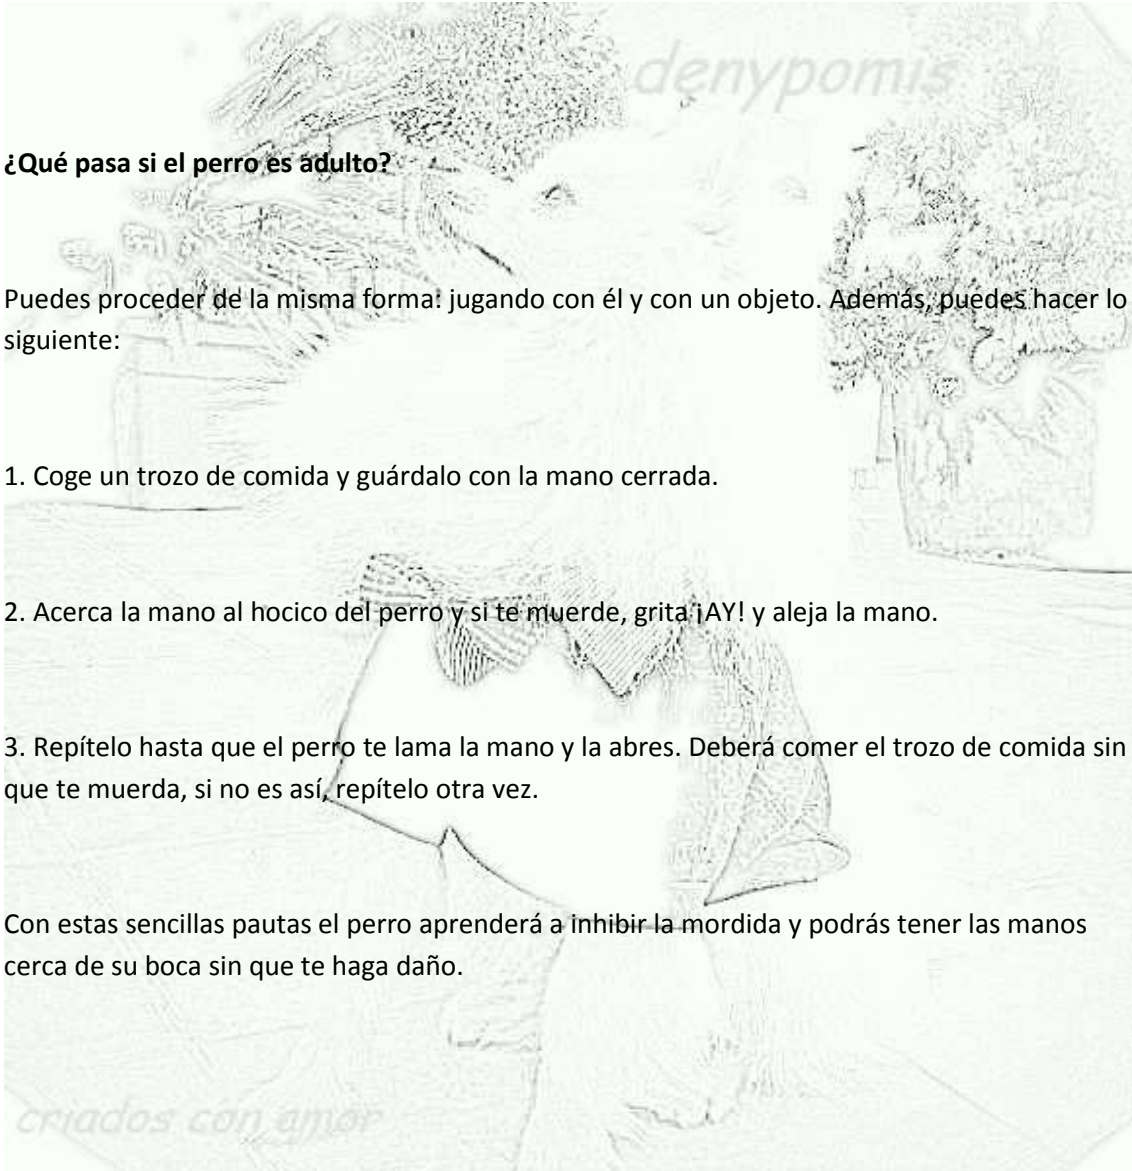 denypomis
¿Qué pasa si el perro es adulto?
Puedes proceder de la misma forma: jugando con él y con un objeto. Además, puedes hacer lo
siguiente:
1. Coge un trozo de comida y guárdalo con la mano cerrada.
2. Acerca la mano al hocico del perro y si te muerde, grita ¡AY! y aleja la mano.
3. Repítelo hasta que el perro te lama la mano y la abres. Deberá comer el trozo de comida sin
que te muerda, si no es así, repítelo otra vez.
Con estas sencillas pautas el perro aprenderá a inhibir la mordida y podrás tener las manos
cerca de su boca sin que te haga daño.
criados con amor